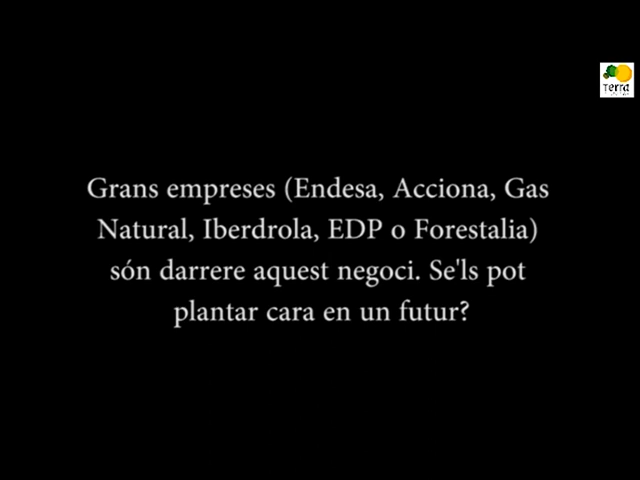 terra
Grans empreses (Endesa, Acciona, Gas
Natural, Iberdrola, EDP o Forestalia)
són darrere aquest negoci. Se'ls pot
plantar cara en un futur?